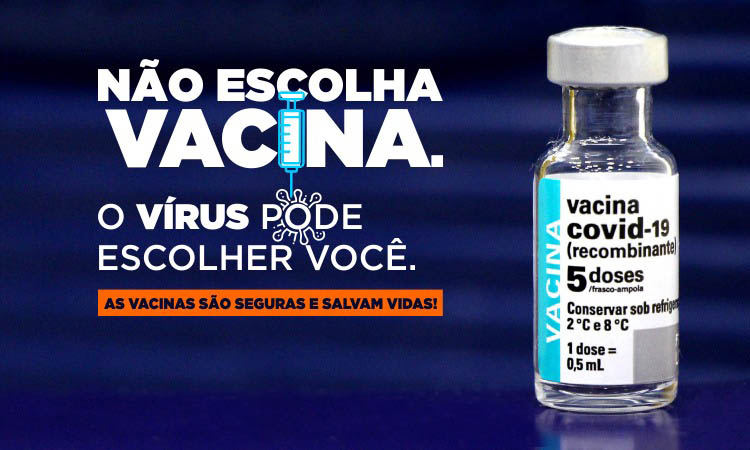 NÃO ESCOLHA
VACINA.
O VÍRUS PODE
ESCOLHER VOCÊ.
AS VACINAS SÃO SEGURAS E SALVAM VIDAS!
VACINA
vacina
covid-19
(recombinante)
5 doses
/frasco-ampola
Conservar sob
2 °C e 8 °C
1 dose =
0,5 mL